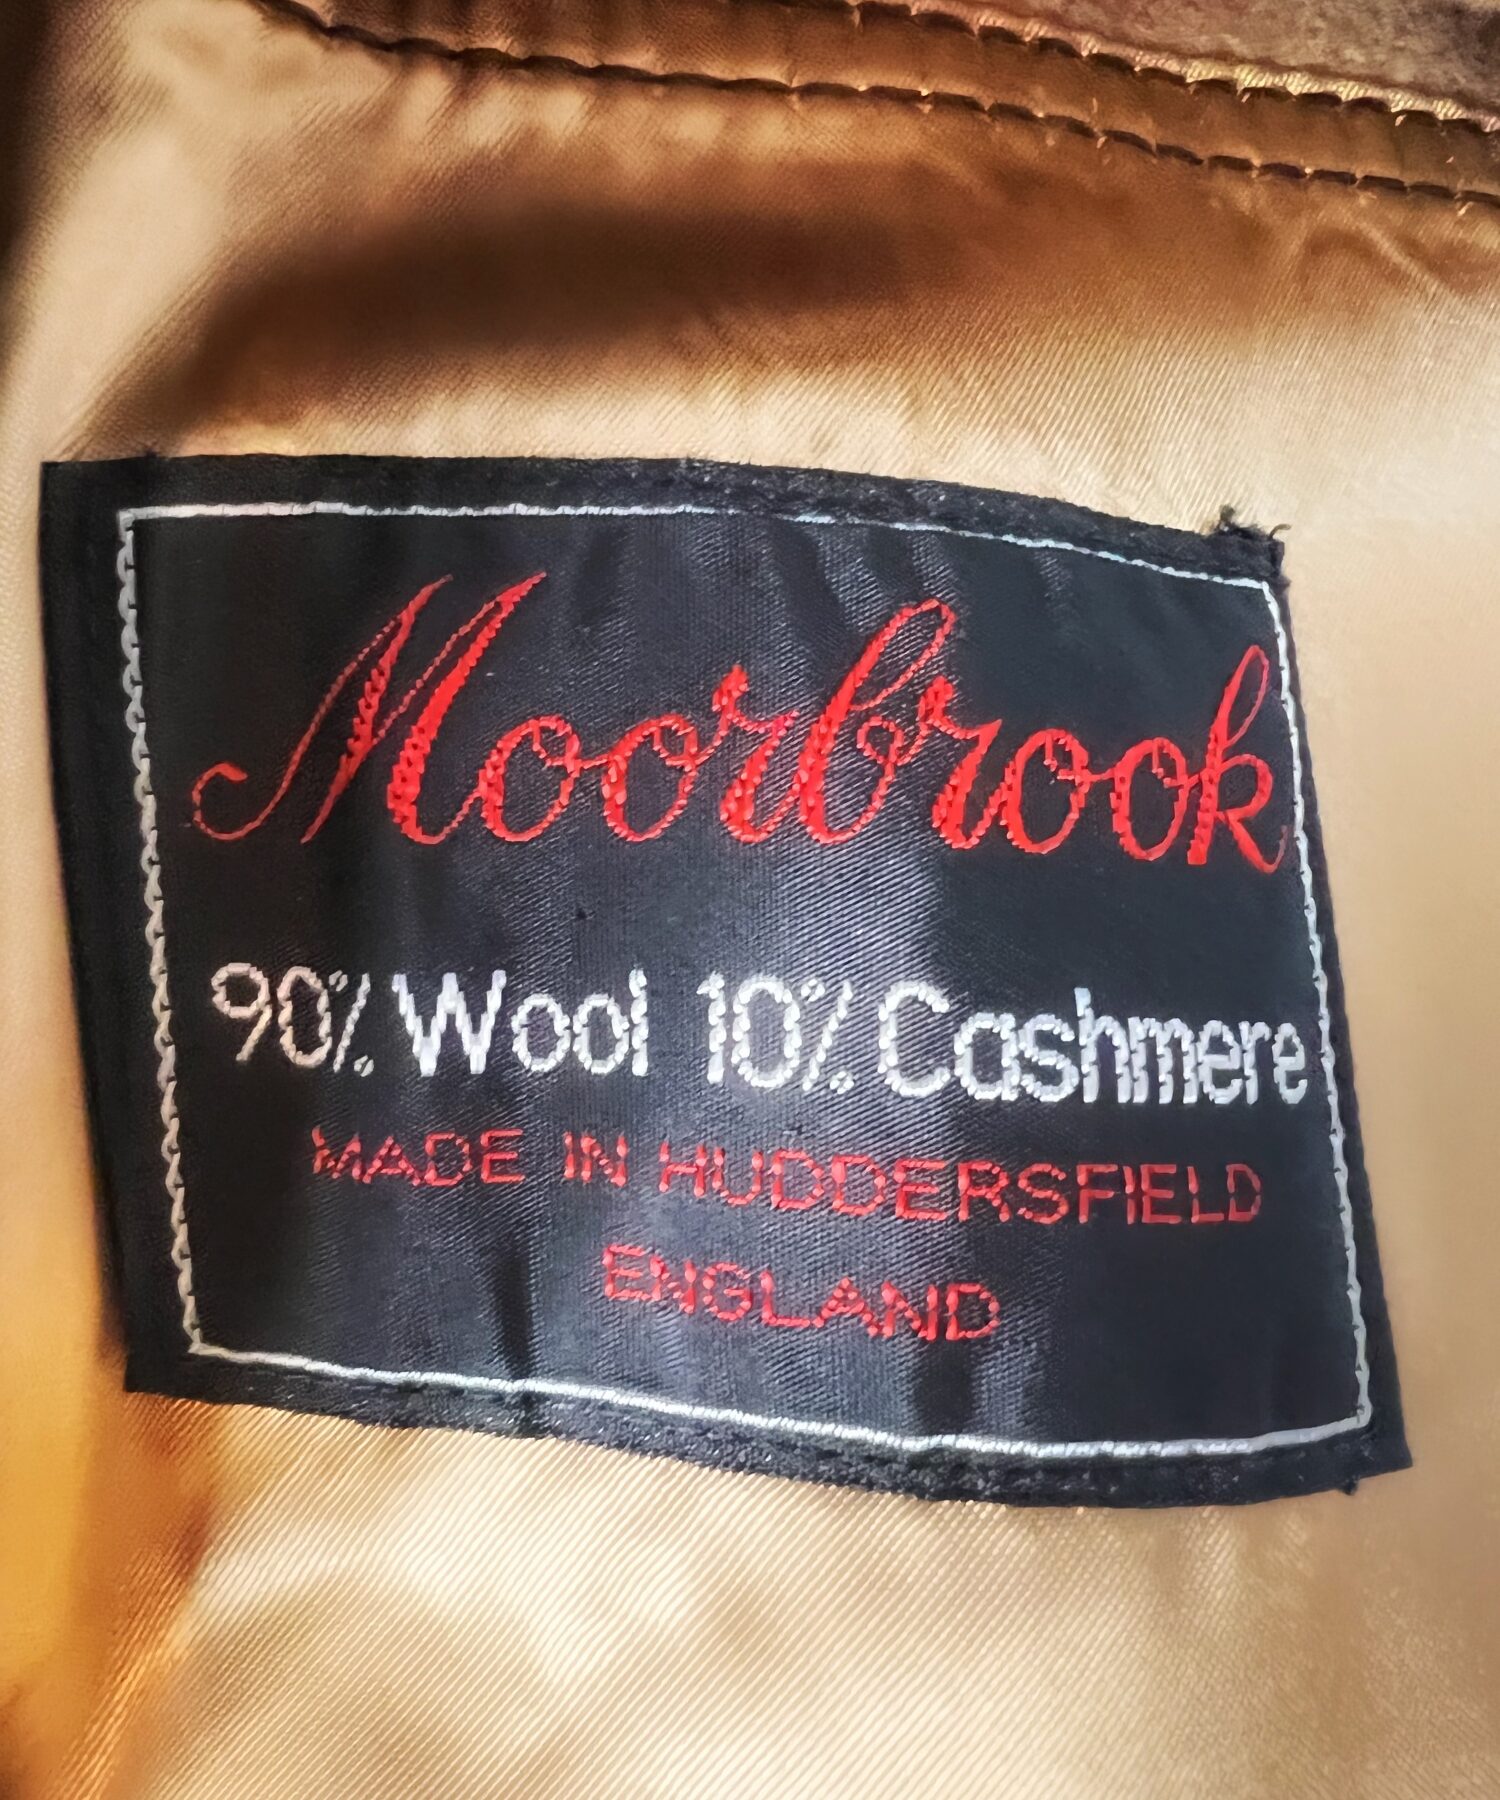 Moorbrook
90% Wool 10% Cashmere
MADE IN HUDDERSFIELD
ENGLAND